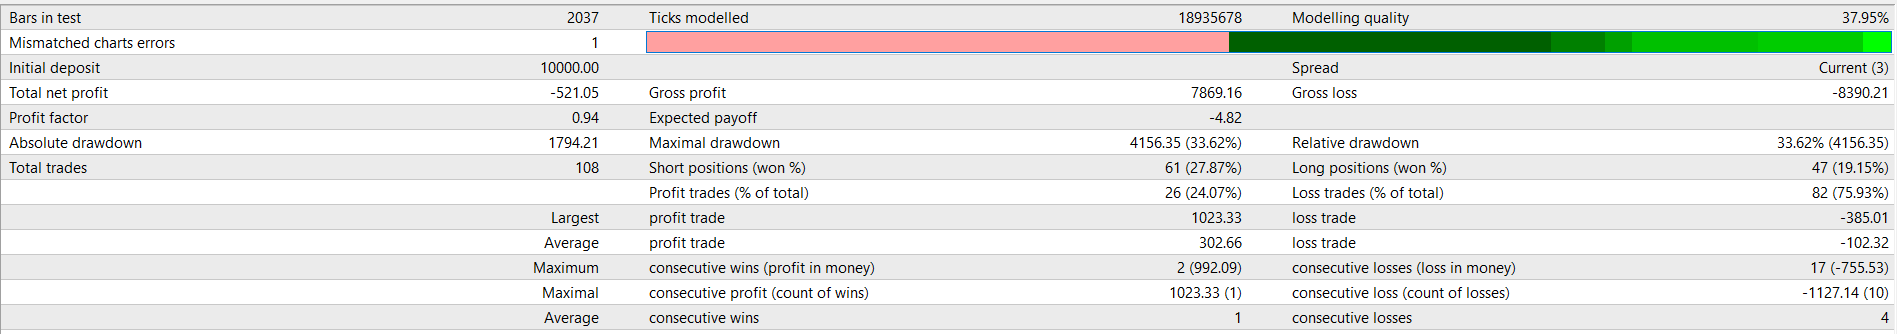 Bars in test 2037 Ticks modelled 18935678 Modelling quality 37.95%
Mismatched charts errors 1
Initial deposit 10000.00 Spread Current (3)
Total net profit -521.05 Gross profit 7869.16 Gross loss -8390.21
Profit factor 0.94 Expected payoff -4.82
Absolute drawdown 1794.21 Maximal drawdown 4156.35 (33.62%) Relative drawdown 33.62% (4156.35)
Total trades 108 Short positions (won %) 61 (27.87%) Long positions (won %) 47 (19.15%)
Profit trades (% of total) 26 (24.07%) Loss trades (% of total) 82 (75.93%)
Largest profit trade 1023.33 loss trade -385.01
Average profit trade 302.66 loss trade -102.32
Maximum consecutive wins (profit in money) 2 (992.09) consecutive losses (loss in money) 17 (-755.53)
Maximal consecutive profit (count of wins) 1023.33 (1) consecutive loss (count of losses) -1127.14 (10)
Average consecutive wins 1 consecutive losses 4